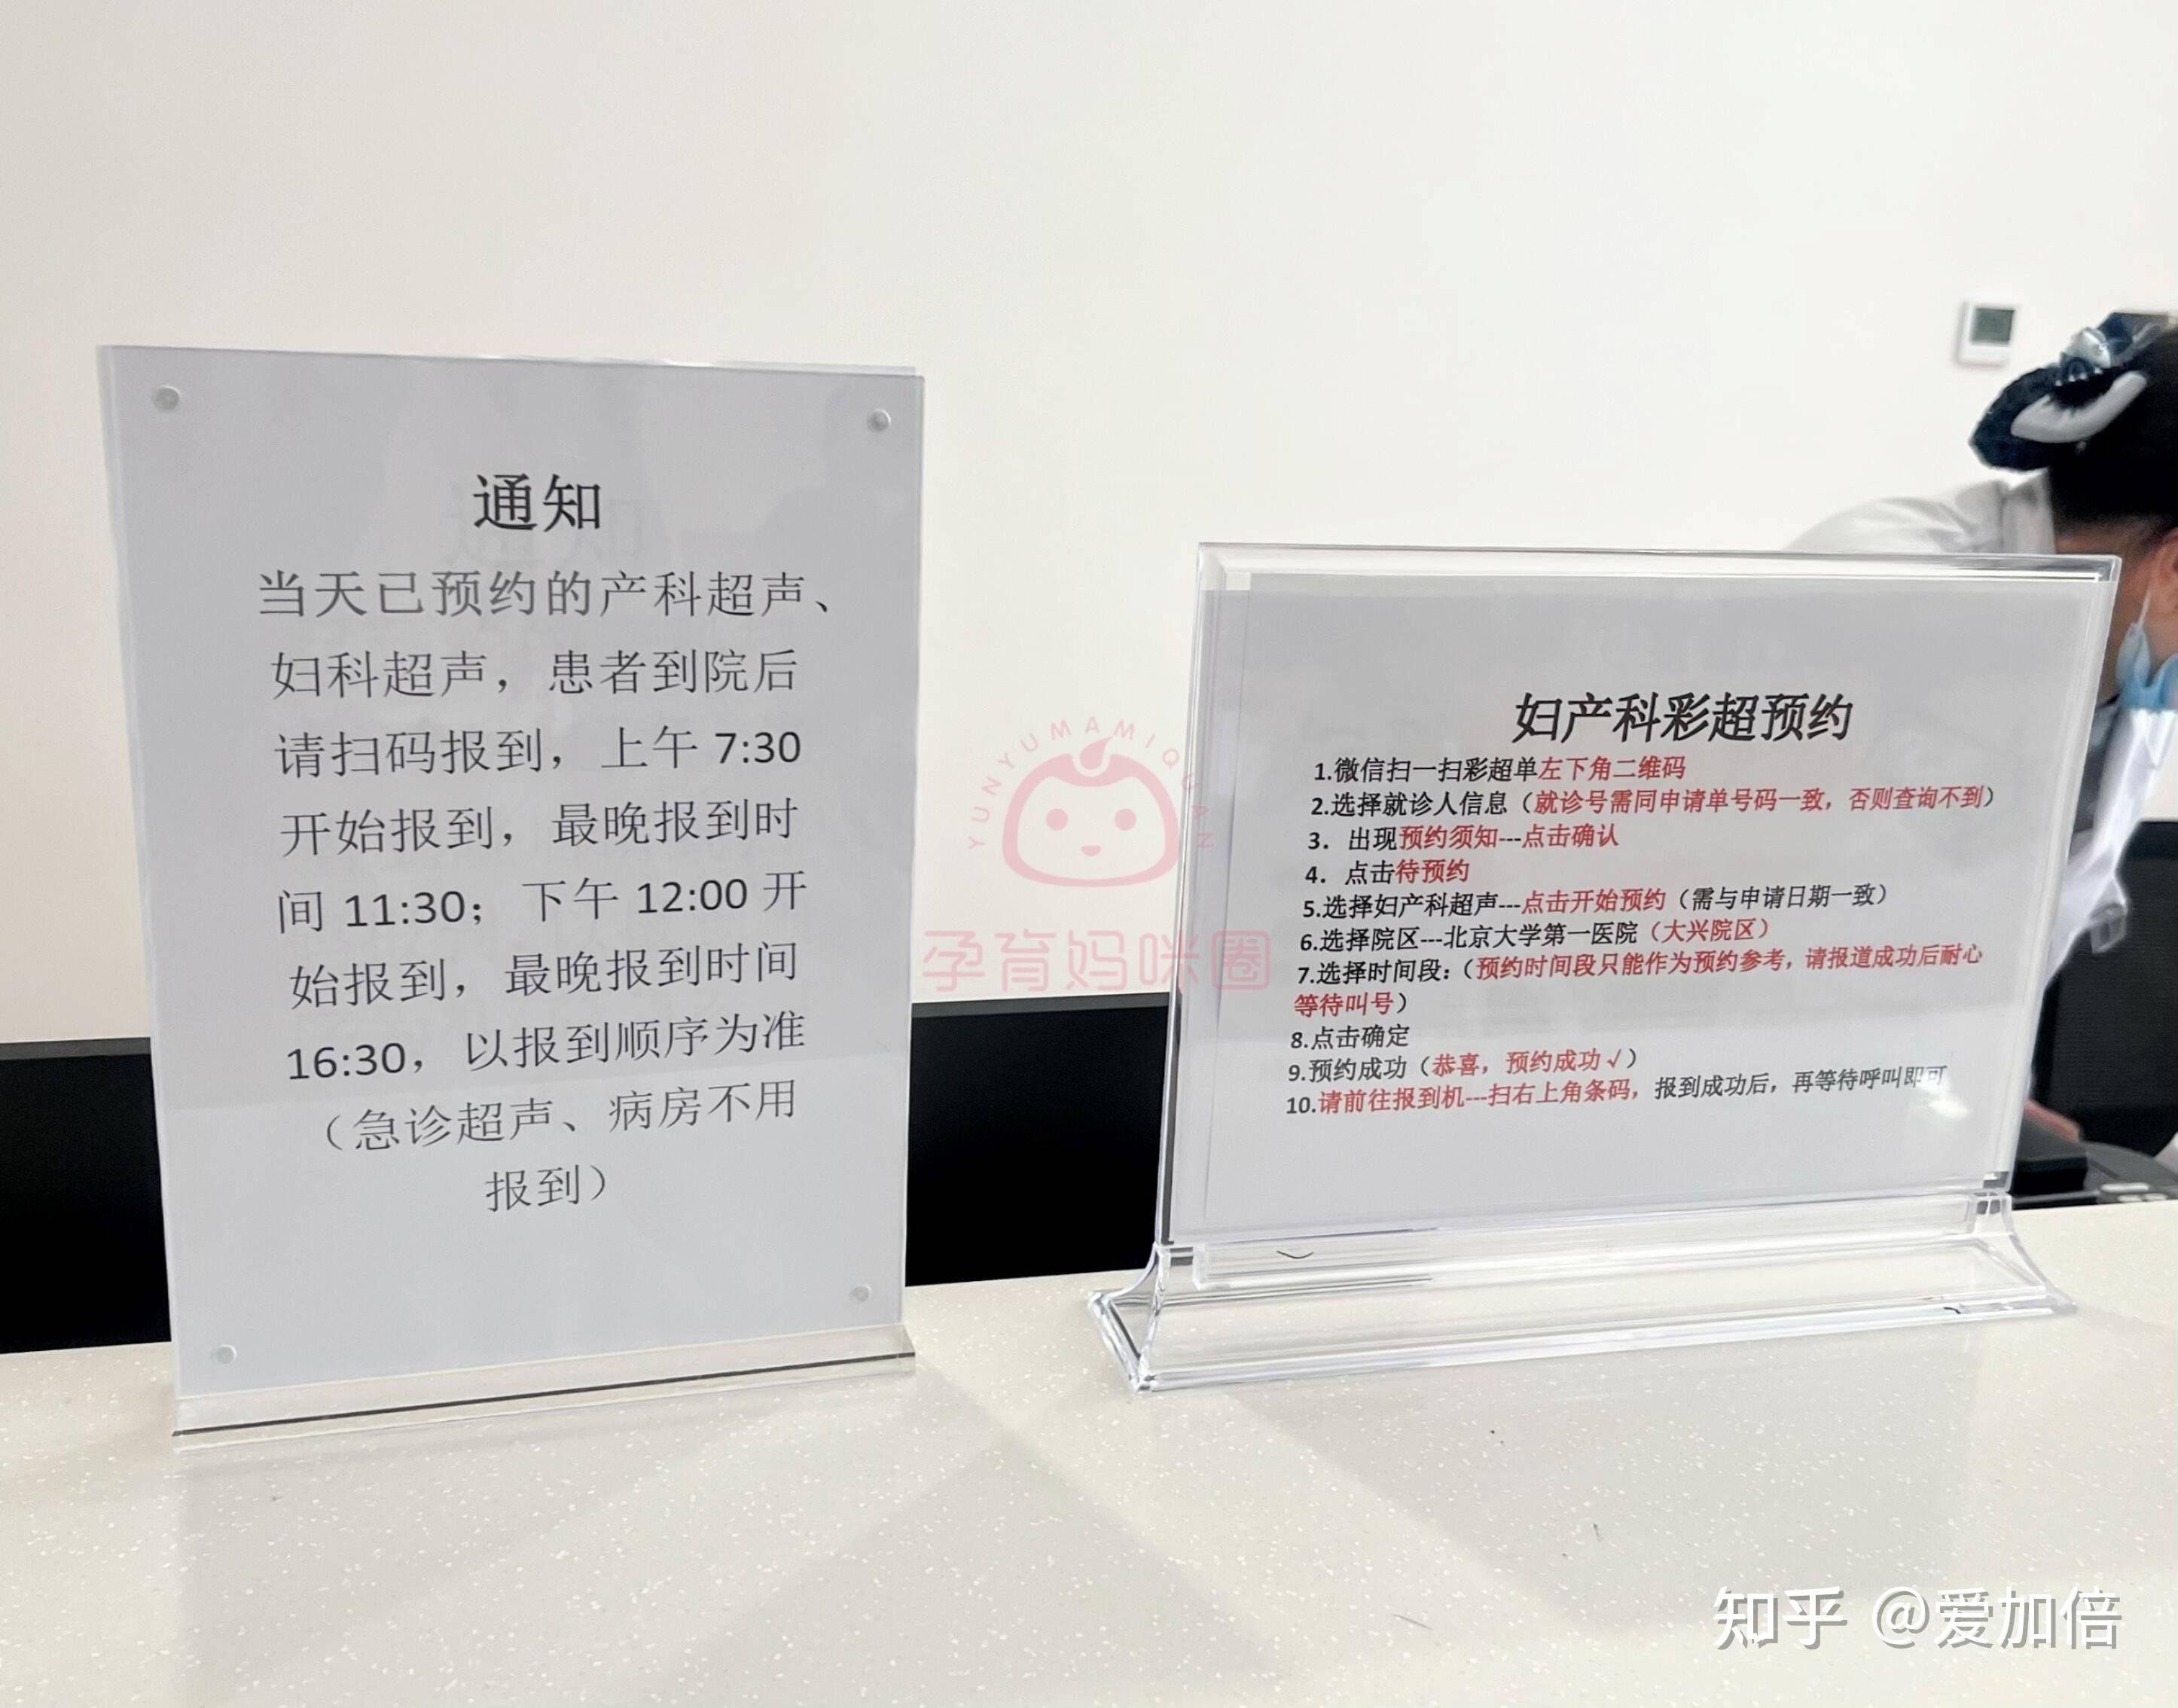 通知
当天已预约的产科超声、
妇科超声，患者到院后
请扫码报到，上午 7:30
开始报到，最晚报到时
间 11:30；下午 12:00 开
始报到，最晚报到时间
16:30，以报到顺序为准
（急诊超声、病房不用
报到）
YUNYUMAMIQUAN
孕育妈咪圈
妇产科彩超预约
1.微信扫一扫彩超单左下角二维码
2.选择就诊人信息（就诊号需同申请单号码一致，否则查询不到）
3．出现预约须知---点击确认
4．点击待预约
5.选择妇产科超声---点击开始预约（需与申请日期一致）
6.选择院区---北京大学第一医院（大兴院区）
7.选择时间段：（预约时间段只能作为预约参考，请报道成功后耐心
等待叫号）
8.点击确定
9.预约成功（恭喜，预约成功√）
10.请前往报到机---扫右上角条码，报到成功后，再等待呼叫即可
知乎 @爱加倍